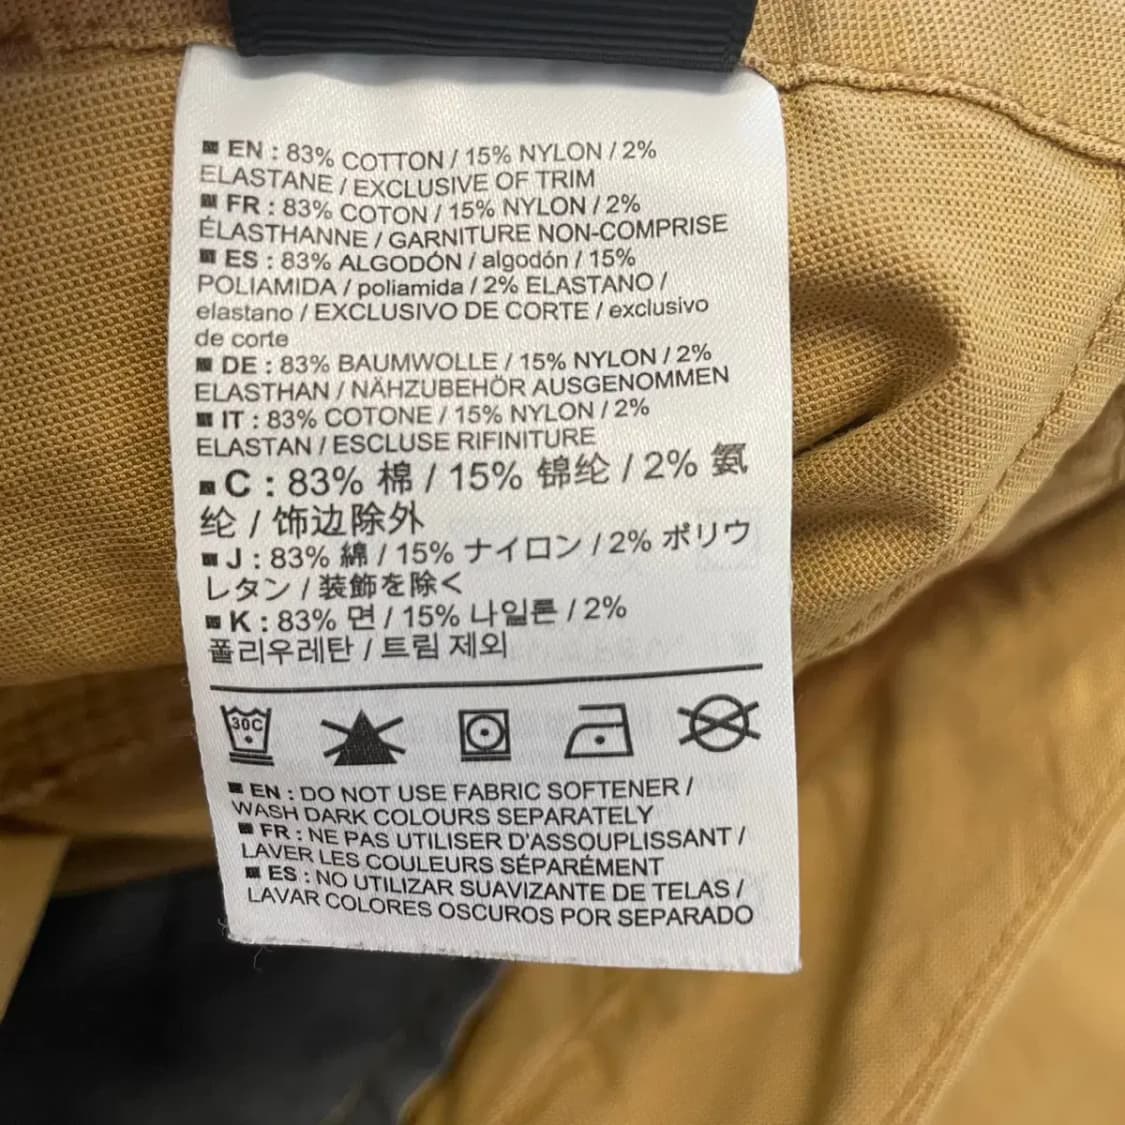 EN : 83% COTTON / 15% NYLON / 2%
ELASTANE / EXCLUSIVE OF TRIM
FR : 83% COTON / 15% NYLON / 2%
ÉLASTHANNE / GARNITURE NON-COMPRISE
ES : 83% ALGODÓN / algodón / 15%
POLIAMIDA / poliamida / 2% ELASTANO /
elastano / EXCLUSIVO DE CORTE / exclusivo
de corte
DE : 83% BAUMWOLLE / 15% NYLON / 2%
ELASTHAN / NÄHZUBEHÖR AUSGENOMMEN
IT : 83% COTONE / 15% NYLON / 2%
ELASTAN / ESCLUSE RIFINITURE
C : 83% 棉 / 15% 锦纶 / 2% 氨
纶 / 饰边除外
J : 83% 綿 / 15% ナイロン / 2% ポリウ
レタン / 装飾を除く
K : 83% 면 / 15% 나일론 / 2%
폴리우레탄 / 트림 제외
30C
EN : DO NOT USE FABRIC SOFTENER /
WASH DARK COLOURS SEPARATELY
FR : NE PAS UTILISER D'ASSOUPLISSANT /
LAVER LES COULEURS SÉPARÉMENT
ES : NO UTILIZAR SUAVIZANTE DE TELAS /
LAVAR COLORES OSCUROS POR SEPARADO